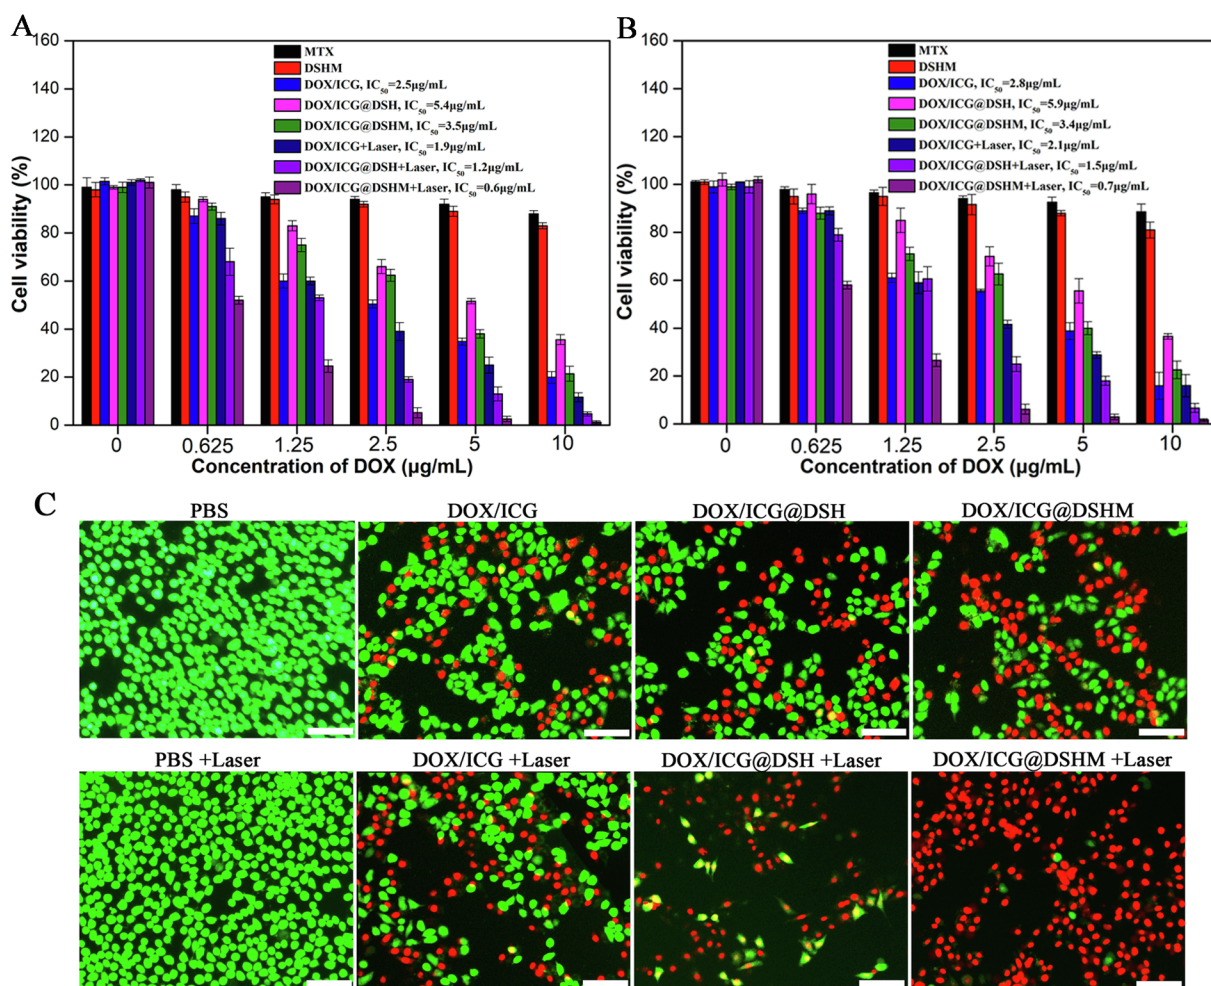 A
160
140
120
100
80
60
40
20
0
Cell viability (%)
MTX
DSHM
DOX/ICG, IC50=2.5μg/mL
DOX/ICG@DSH, IC50=5.4μg/mL
DOX/ICG@DSHM, IC50=3.5μg/mL
DOX/ICG+Laser, IC50=1.9μg/mL
DOX/ICG@DSH+Laser, IC50=1.2μg/mL
DOX/ICG@DSHM+Laser, IC50=0.6μg/mL
0 0.625 1.25 2.5 5 10
Concentration of DOX (μg/mL)
B
160
140
120
100
80
60
40
20
0
Cell viability (%)
MTX
DSHM
DOX/ICG, IC50=2.8μg/mL
DOX/ICG@DSH, IC50=5.9μg/mL
DOX/ICG@DSHM, IC50=3.4μg/mL
DOX/ICG+Laser, IC50=2.1μg/mL
DOX/ICG@DSH+Laser, IC50=1.5μg/mL
DOX/ICG@DSHM+Laser, IC50=0.7μg/mL
0 0.625 1.25 2.5 5 10
Concentration of DOX (μg/mL)
C
PBS DOX/ICG DOX/ICG@DSH DOX/ICG@DSHM
PBS +Laser DOX/ICG +Laser DOX/ICG@DSH +Laser DOX/ICG@DSHM +Laser